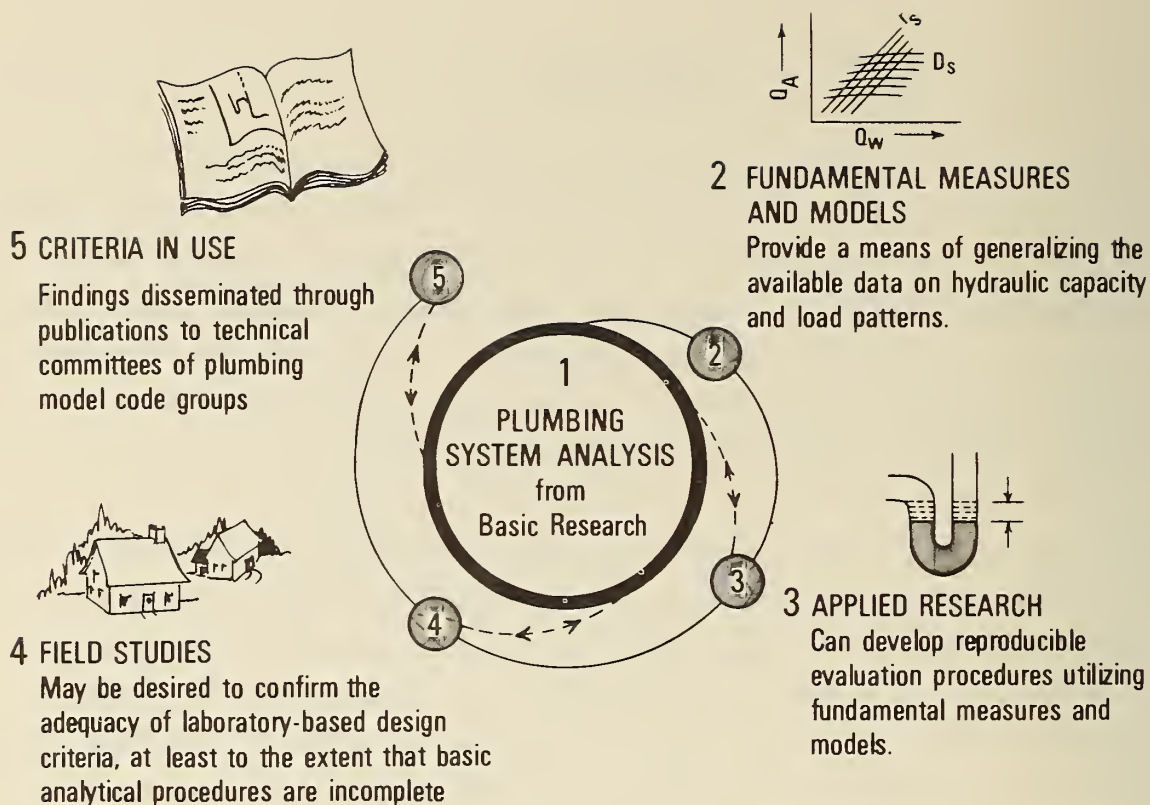 5 CRITERIA IN USE
Findings disseminated through
publications to technical
committees of plumbing
model code groups
Q_A
Q_W
D_S
2 FUNDAMENTAL MEASURES
AND MODELS
Provide a means of generalizing the
available data on hydraulic capacity
and load patterns.
5
2
3
4
1
PLUMBING
SYSTEM ANALYSIS
from
Basic Research
4 FIELD STUDIES
May be desired to confirm the
adequacy of laboratory-based design
criteria, at least to the extent that basic
analytical procedures are incomplete
3 APPLIED RESEARCH
Can develop reproducible
evaluation procedures utilizing
fundamental measures and
models.